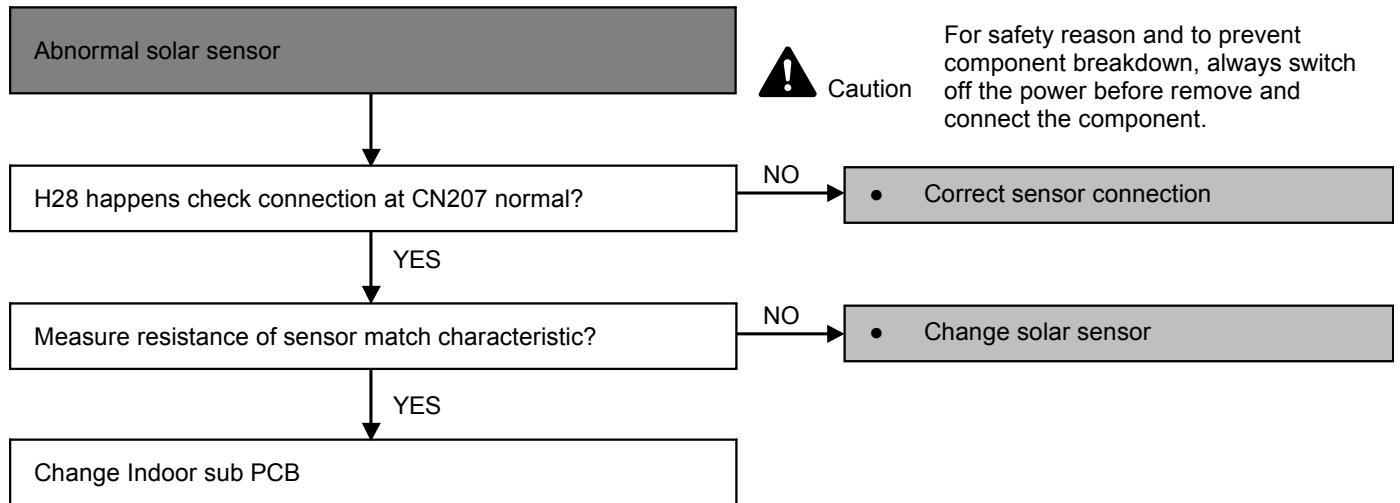 Abnormal solar sensor
Caution
For safety reason and to prevent
component breakdown, always switch
off the power before remove and
connect the component.
H28 happens check connection at CN207 normal?
NO
● Correct sensor connection
YES
Measure resistance of sensor match characteristic?
NO
● Change solar sensor
YES
Change Indoor sub PCB